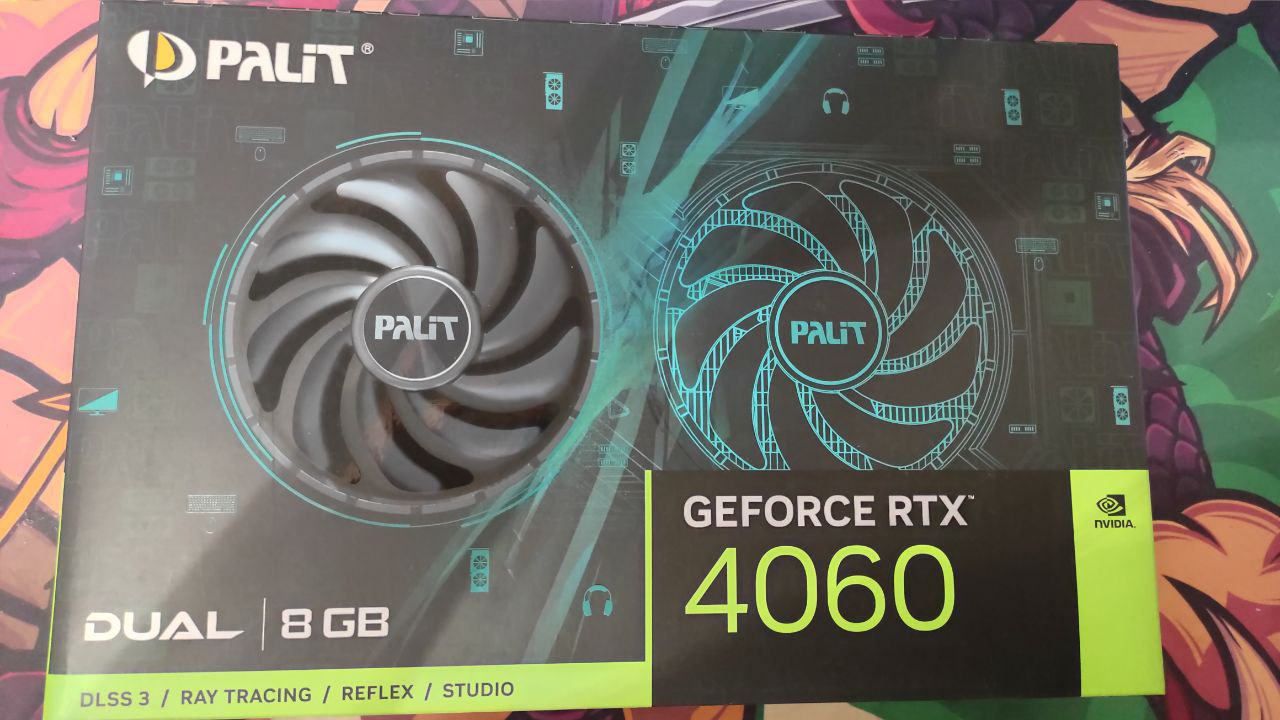 PALIT®
PALIT
PALIT
GEFORCE RTX™
4060
NVIDIA.
DUAL | 8 GB
DLSS 3 / RAY TRACING / REFLEX / STUDIO